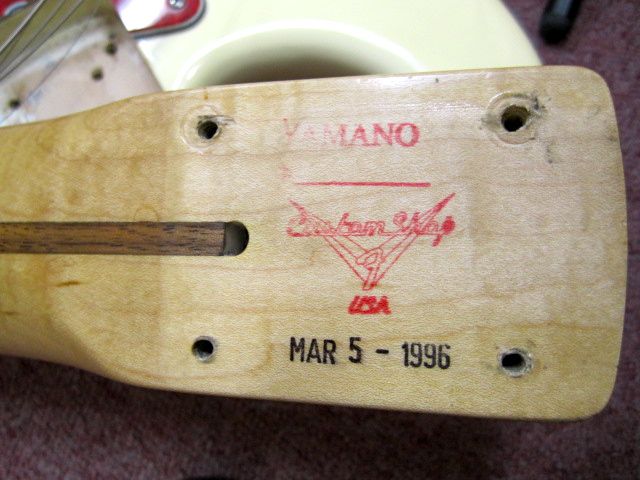 YAMANO
Custom Shop
USA
MAR 5 - 1996